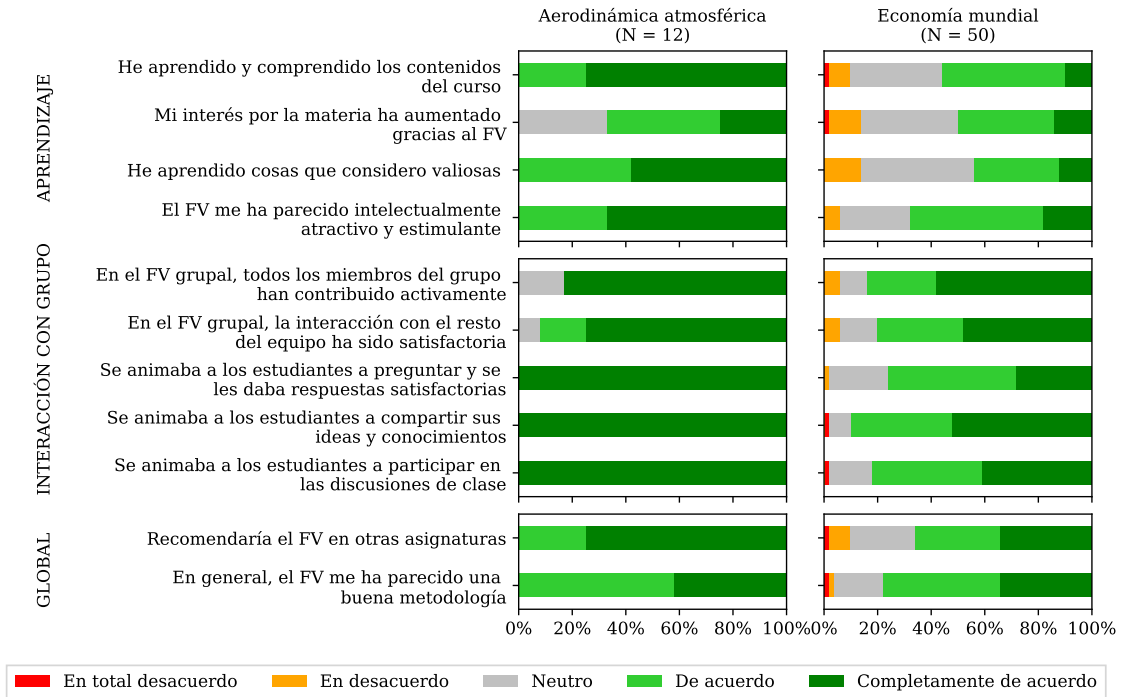 Aerodinámica atmosférica
(N = 12)
Economía mundial
(N = 50)
APRENDIZAJE
He aprendido y comprendido los contenidos
del curso
Mi interés por la materia ha aumentado
gracias al FV
He aprendido cosas que considero valiosas
El FV me ha parecido intelectualmente
atractivo y estimulante
INTERACCIÓN CON GRUPO
En el FV grupal, todos los miembros del grupo
han contribuido activamente
En el FV grupal, la interacción con el resto
del equipo ha sido satisfactoria
Se animaba a los estudiantes a preguntar y se
les daba respuestas satisfactorias
Se animaba a los estudiantes a compartir sus
ideas y conocimientos
Se animaba a los estudiantes a participar en
las discusiones de clase
GLOBAL
Recomendaría el FV en otras asignaturas
En general, el FV me ha parecido una
buena metodología
0% 20% 40% 60% 80% 100%
0% 20% 40% 60% 80% 100%
En total desacuerdo En desacuerdo Neutro De acuerdo Completamente de acuerdo